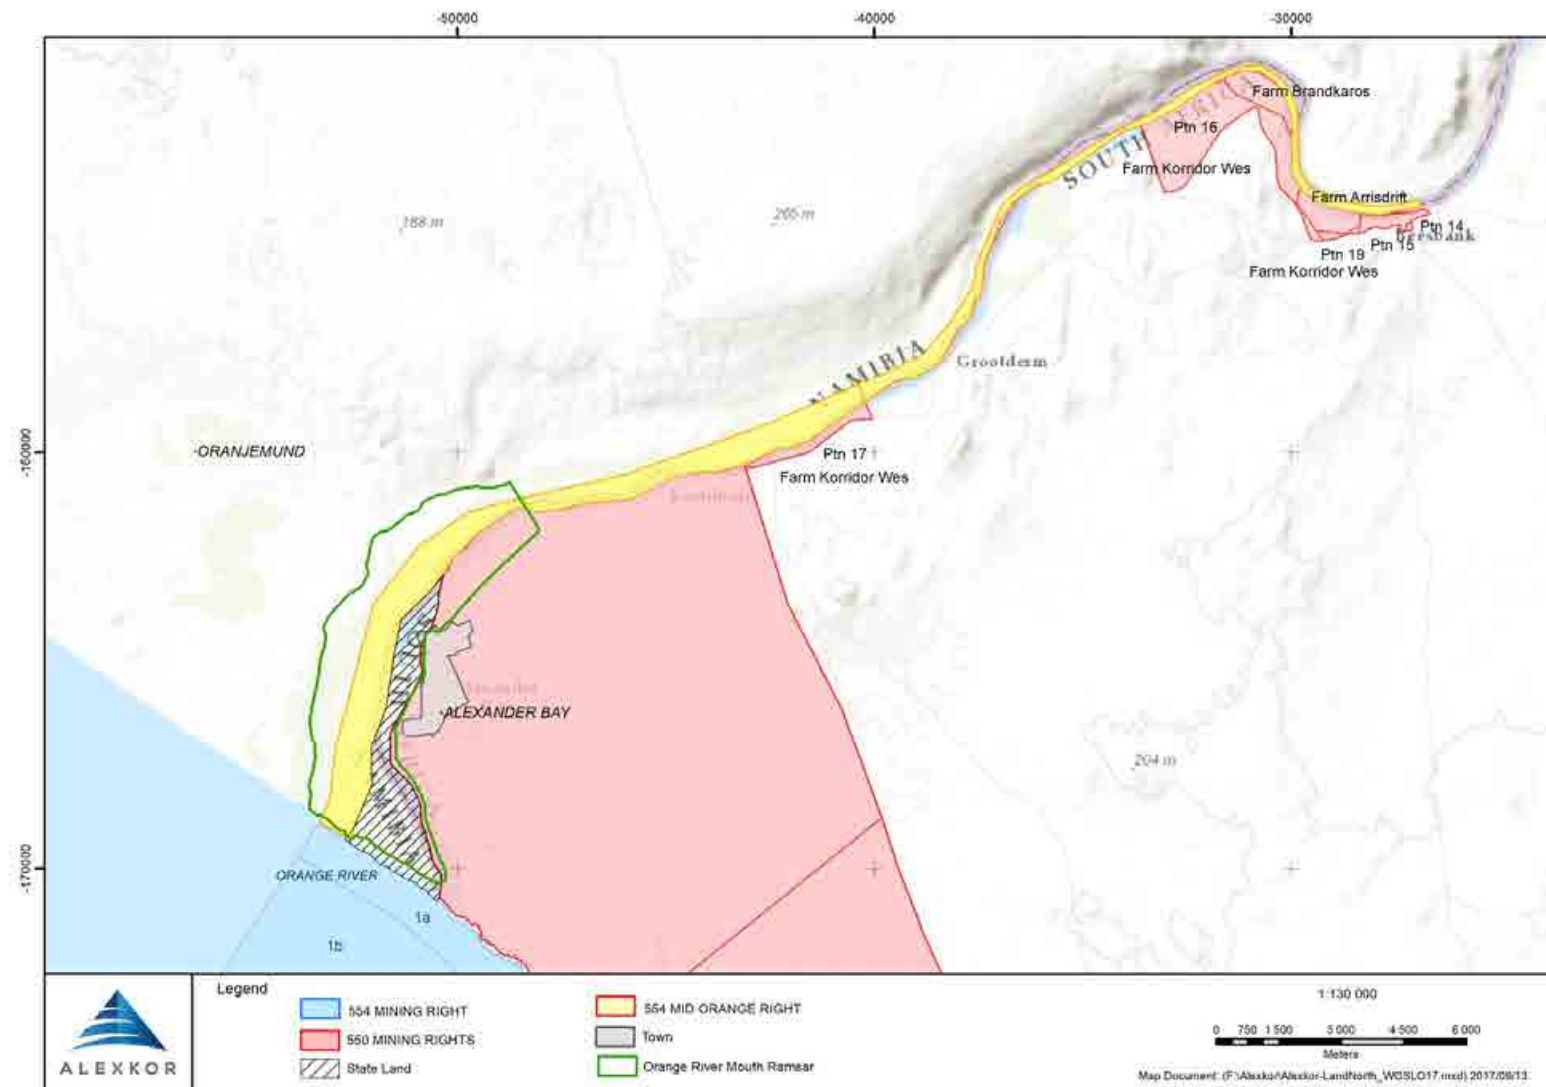 -50000
-40000
-30000
Farm Brandkaros
Ptn 16
SOUTH AFRICA
Farm Korridor Wes
Farm Arrisdrift
188 m
Ptn 14
Ptn 15
Ptn 19
Farm Korridor Wes
NAMIBIA
Grootderm
-160000
ORANJEMUND
Ptn 17
Farm Korridor Wes
ALEXANDER BAY
204 m
-170000
ORANGE RIVER
1a
1b
Legend
554 MINING RIGHT
550 MINING RIGHTS
State Land
554 MID ORANGE RIGHT
Town
Orange River Mouth Ramsar
1:130 000
0 750 1 500 3 000 4 500 6 000
Meters
ALEXKOR